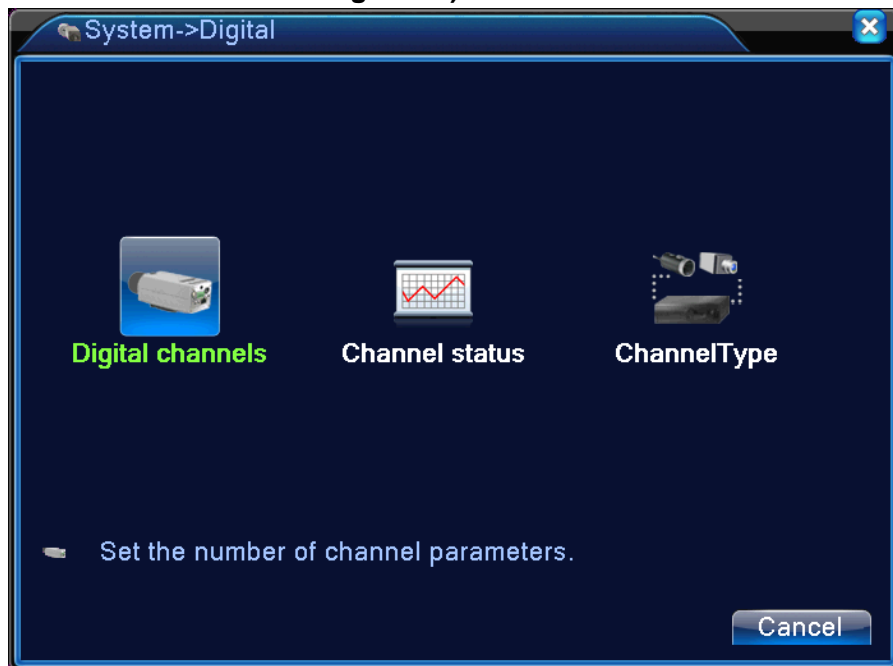 System->Digital
Digital channels
Channel status
ChannelType
Set the number of channel parameters.
Cancel